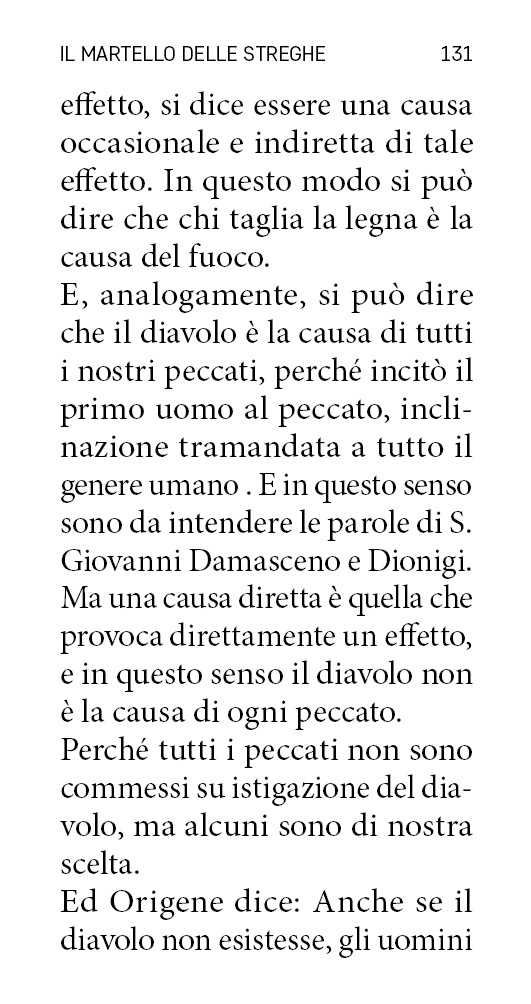 IL MARTELLO DELLE STREGHE 131
effetto, si dice essere una causa
occasionale e indiretta di tale
effetto. In questo modo si può
dire che chi taglia la legna è la
causa del fuoco.
E, analogamente, si può dire
che il diavolo è la causa di tutti
i nostri peccati, perché incitò il
primo uomo al peccato, incli-
nazione tramandata a tutto il
genere umano . E in questo senso
sono da intendere le parole di S.
Giovanni Damasceno e Dionigi.
Ma una causa diretta è quella che
provoca direttamente un effetto,
e in questo senso il diavolo non
è la causa di ogni peccato.
Perché tutti i peccati non sono
commessi su istigazione del dia-
volo, ma alcuni sono di nostra
scelta.
Ed Origene dice: Anche se il
diavolo non esistesse, gli uomini